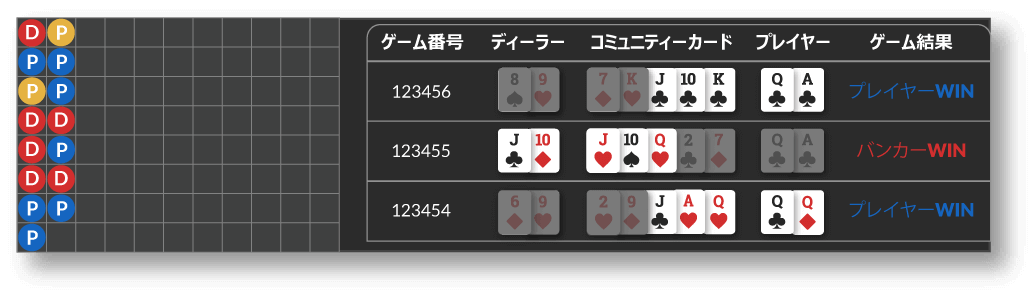 D P
P P
P P
D D
D P
D D
P P
P
ゲーム番号 ディーラー コミュニティーカード プレイヤー ゲーム結果
123456 8 9 7 K J 10 K Q A プレイヤーWIN
123455 J 10 J 10 Q 2 7 Q A バンカーWIN
123454 6 9 2 9 J A Q Q Q プレイヤーWIN